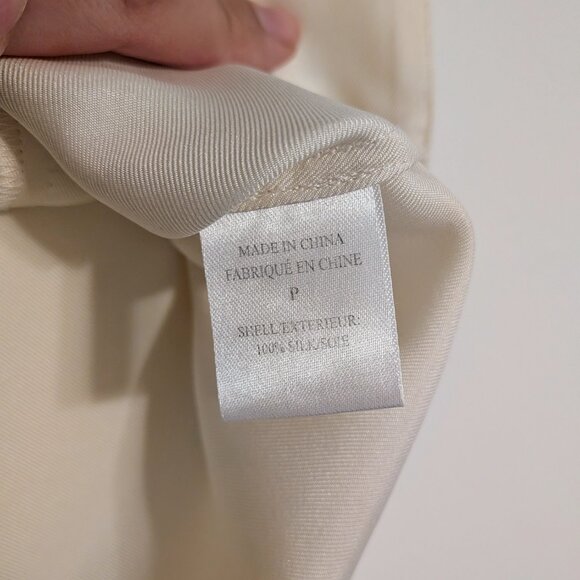 MADE IN CHINA
FABRIQUÉ EN CHINE
P
SHELL/EXTERIEUR:
100% SILK/SOIE